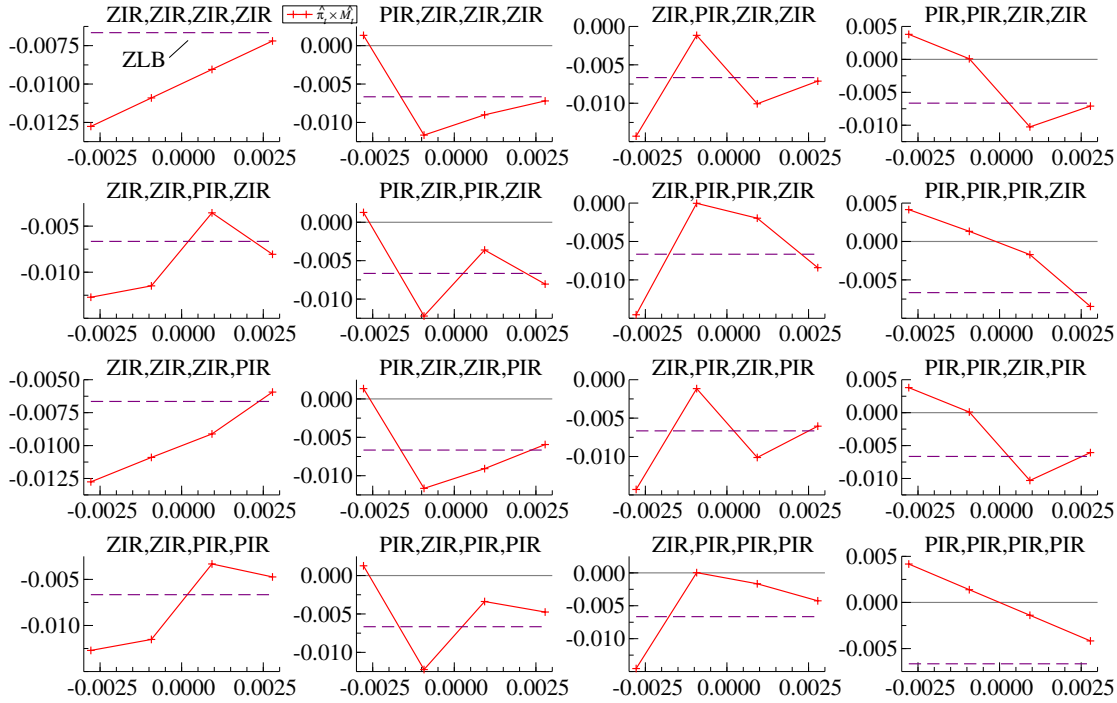 ZIR,ZIR,ZIR,ZIR
-0.0075
-0.0100
-0.0125
ZLB
-0.0025 0.0000 0.0025
π̂ₜ × M̂ₜ
PIR,ZIR,ZIR,ZIR
0.000
-0.005
-0.010
-0.0025 0.0000 0.0025
ZIR,PIR,ZIR,ZIR
0.000
-0.005
-0.010
-0.0025 0.0000 0.0025
PIR,PIR,ZIR,ZIR
0.005
0.000
-0.005
-0.010
-0.0025 0.0000 0.0025
ZIR,ZIR,PIR,ZIR
-0.005
-0.010
-0.0025 0.0000 0.0025
PIR,ZIR,PIR,ZIR
0.000
-0.005
-0.010
-0.0025 0.0000 0.0025
ZIR,PIR,PIR,ZIR
0.000
-0.005
-0.010
-0.0025 0.0000 0.0025
PIR,PIR,PIR,ZIR
0.005
0.000
-0.005
-0.0025 0.0000 0.0025
ZIR,ZIR,ZIR,PIR
-0.0050
-0.0075
-0.0100
-0.0125
-0.0025 0.0000 0.0025
PIR,ZIR,ZIR,PIR
0.000
-0.005
-0.010
-0.0025 0.0000 0.0025
ZIR,PIR,ZIR,PIR
0.000
-0.005
-0.010
-0.0025 0.0000 0.0025
PIR,PIR,ZIR,PIR
0.005
0.000
-0.005
-0.010
-0.0025 0.0000 0.0025
ZIR,ZIR,PIR,PIR
-0.005
-0.010
-0.0025 0.0000 0.0025
PIR,ZIR,PIR,PIR
0.000
-0.005
-0.010
-0.0025 0.0000 0.0025
ZIR,PIR,PIR,PIR
0.000
-0.005
-0.010
-0.0025 0.0000 0.0025
PIR,PIR,PIR,PIR
0.005
0.000
-0.005
-0.0025 0.0000 0.0025